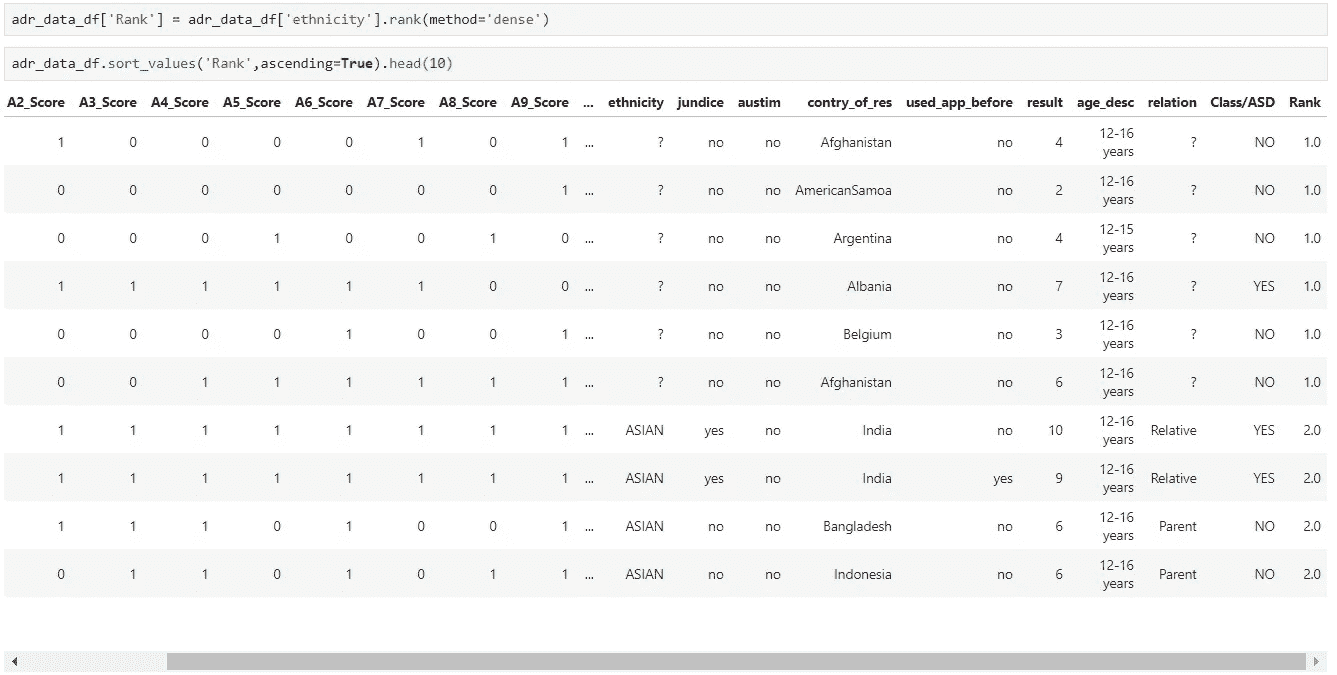 adr_data_df['Rank'] = adr_data_df['ethnicity'].rank(method='dense')
adr_data_df.sort_values('Rank',ascending=True).head(10)
A2_Score A3_Score A4_Score A5_Score A6_Score A7_Score A8_Score A9_Score ... ethnicity jundice austim contry_of_res used_app_before result age_desc relation Class/ASD Rank
1 0 0 0 0 1 0 1 ... ? no no Afghanistan no 4 12-16 years ? NO 1.0
0 0 0 0 0 0 0 1 ... ? no no AmericanSamoa no 2 12-16 years ? NO 1.0
0 0 0 1 0 0 1 0 ... ? no no Argentina no 4 12-15 years ? NO 1.0
1 1 1 1 1 1 0 0 ... ? no no Albania no 7 12-16 years ? YES 1.0
0 0 0 0 1 0 0 1 ... ? no no Belgium no 3 12-16 years ? NO 1.0
0 0 1 1 1 1 1 1 ... ? no no Afghanistan no 6 12-16 years ? NO 1.0
1 1 1 1 1 1 1 1 ... ASIAN yes no India no 10 12-16 years Relative YES 2.0
1 1 1 1 1 1 1 1 ... ASIAN yes no India yes 9 12-16 years Relative YES 2.0
1 1 1 0 1 0 0 1 ... ASIAN no no Bangladesh no 6 12-16 years Parent NO 2.0
0 1 1 0 1 0 1 1 ... ASIAN no no Indonesia no 6 12-16 years Parent NO 2.0